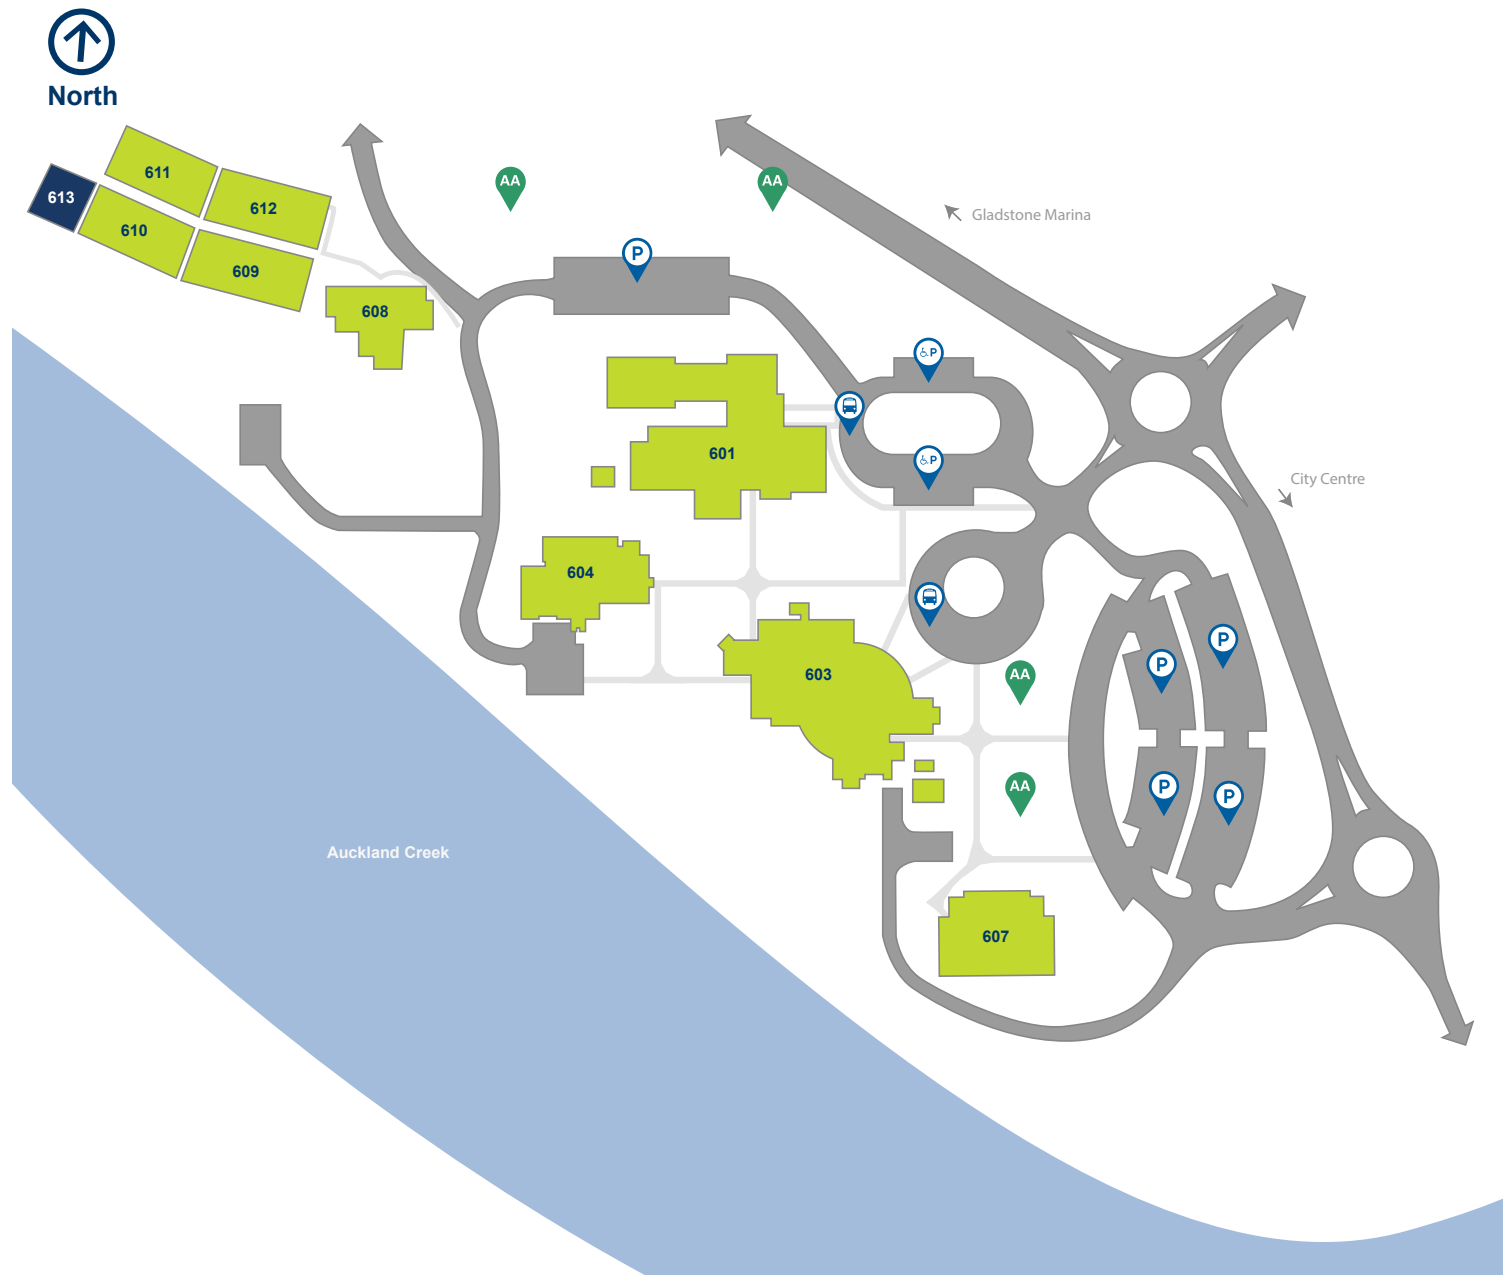 North
611
613
612
610
609
608
AA
AA
Gladstone Marina
P
P
P
601
City Centre
604
603
AA
P
P
AA
P
P
Auckland Creek
607